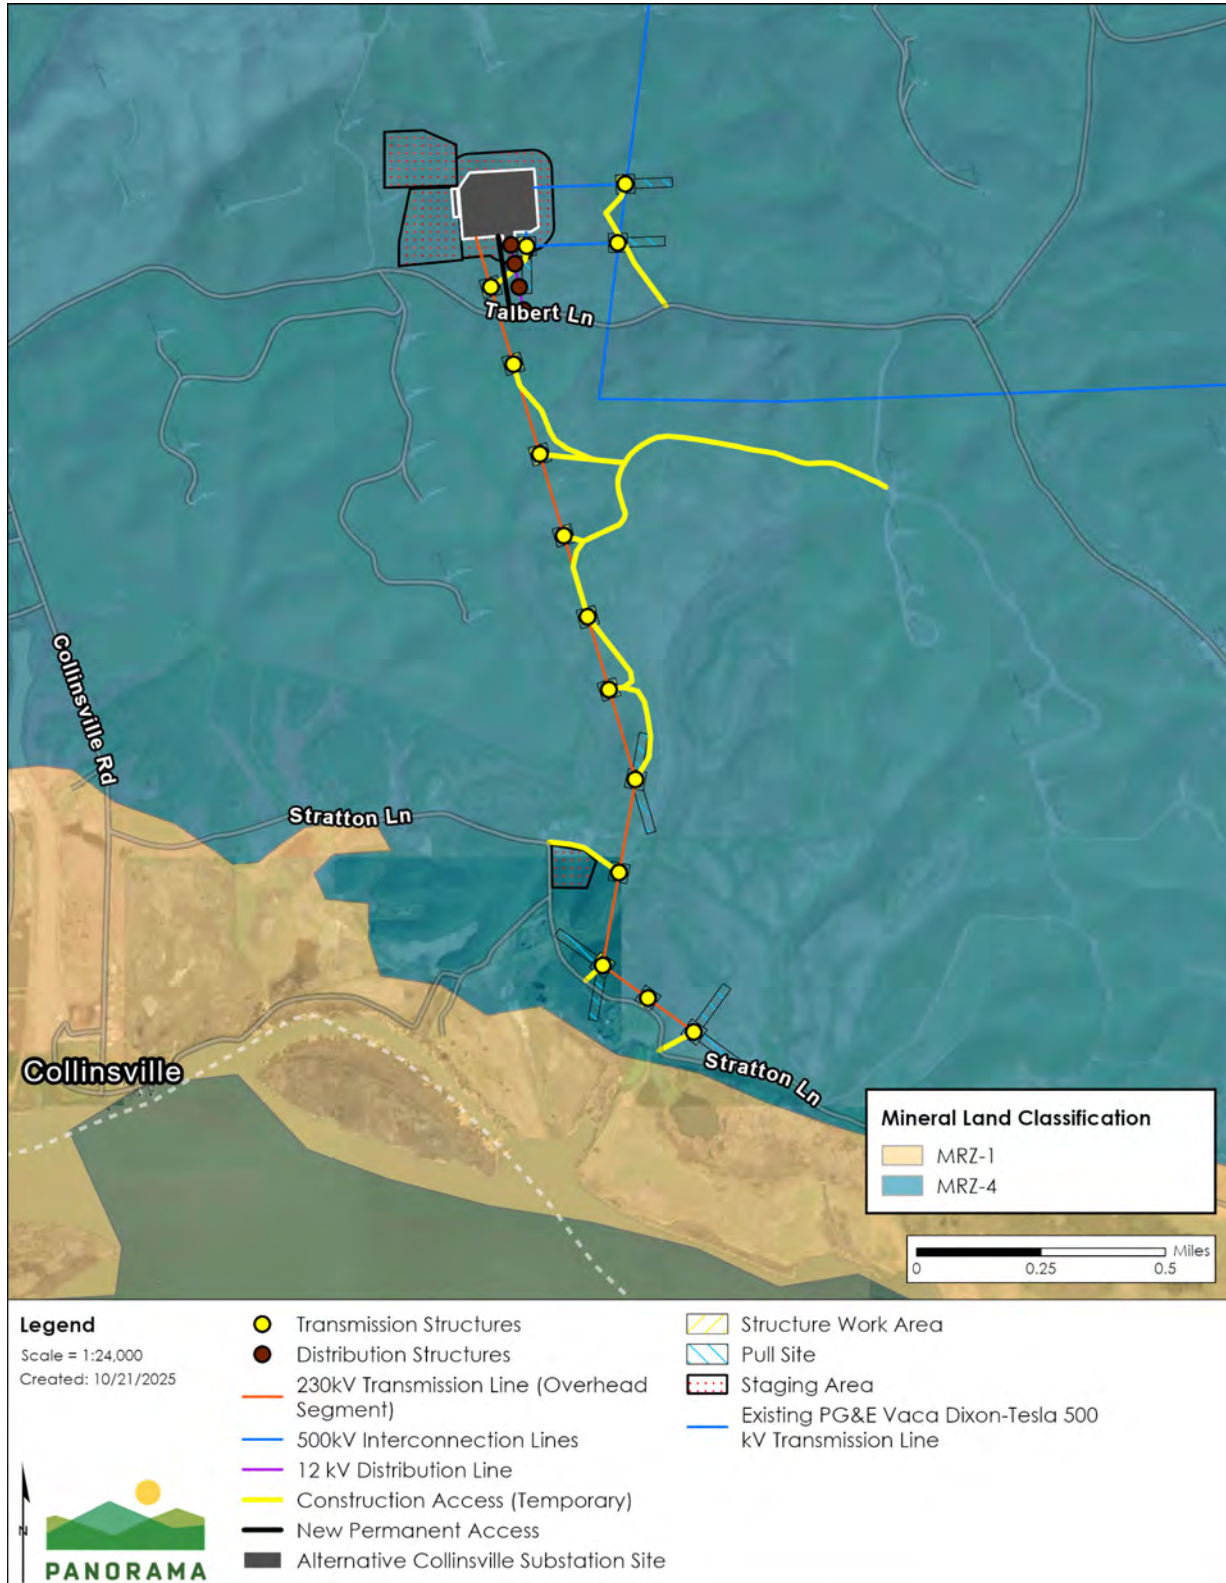 Talbert Ln
Collinsville Rd
Stratton Ln
Collinsville
Stratton Ln
Mineral Land Classification
MRZ-1
MRZ-4
Miles
0 0.25 0.5
Legend
Scale = 1:24,000
Created: 10/21/2025
N
PANORAMA
Transmission Structures
Distribution Structures
230kV Transmission Line (Overhead
Segment)
500kV Interconnection Lines
12 kV Distribution Line
Construction Access (Temporary)
New Permanent Access
Alternative Collinsville Substation Site
Structure Work Area
Pull Site
Staging Area
Existing PG&E Vaca Dixon-Tesla 500
kV Transmission Line